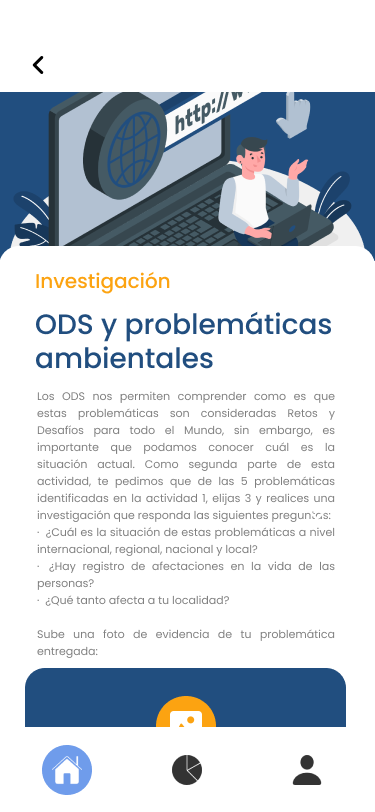 http://w
Investigación
ODS y problemáticas
ambientales
Los ODS nos permiten comprender como es que
estas problemáticas son consideradas Retos y
Desafíos para todo el Mundo, sin embargo, es
importante que podamos conocer cuál es la
situación actual. Como segunda parte de esta
actividad, te pedimos que de las 5 problemáticas
identificadas en la actividad 1, elijas 3 y realices una
investigación que responda las siguientes preguntas:
· ¿Cuál es la situación de estas problemáticas a nivel
internacional, regional, nacional y local?
· ¿Hay registro de afectaciones en la vida de las
personas?
· ¿Qué tanto afecta a tu localidad?
Sube una foto de evidencia de tu problemática
entregada: